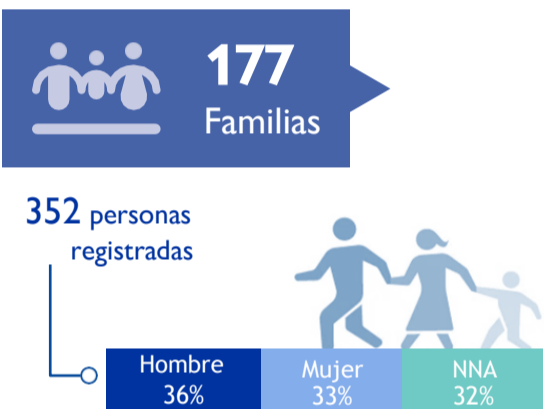 177
Familias
352 personas
registradas
Hombre
36%
Mujer
33%
NNA
32%